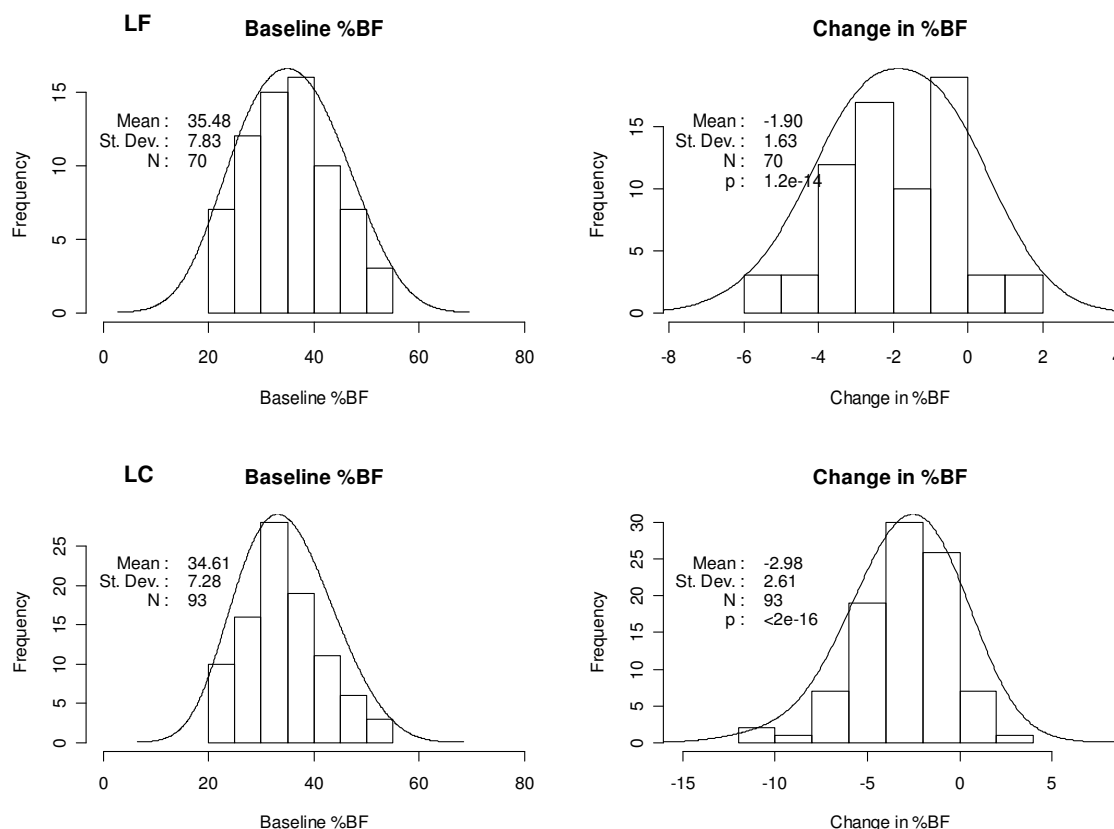 LF
Baseline %BF
Mean : 35.48
St. Dev. : 7.83
N : 70
Frequency
0
5
10
15
0 20 40 60 80
Baseline %BF
Change in %BF
Mean : -1.90
St. Dev. : 1.63
N : 70
p : 1.2e-14
Frequency
0
5
10
15
-8 -6 -4 -2 0 2 4
Change in %BF
LC
Baseline %BF
Mean : 34.61
St. Dev. : 7.28
N : 93
Frequency
0
5
10
15
20
25
0 20 40 60 80
Baseline %BF
Change in %BF
Mean : -2.98
St. Dev. : 2.61
N : 93
p : <2e-16
Frequency
0
5
10
15
20
25
30
-15 -10 -5 0 5
Change in %BF